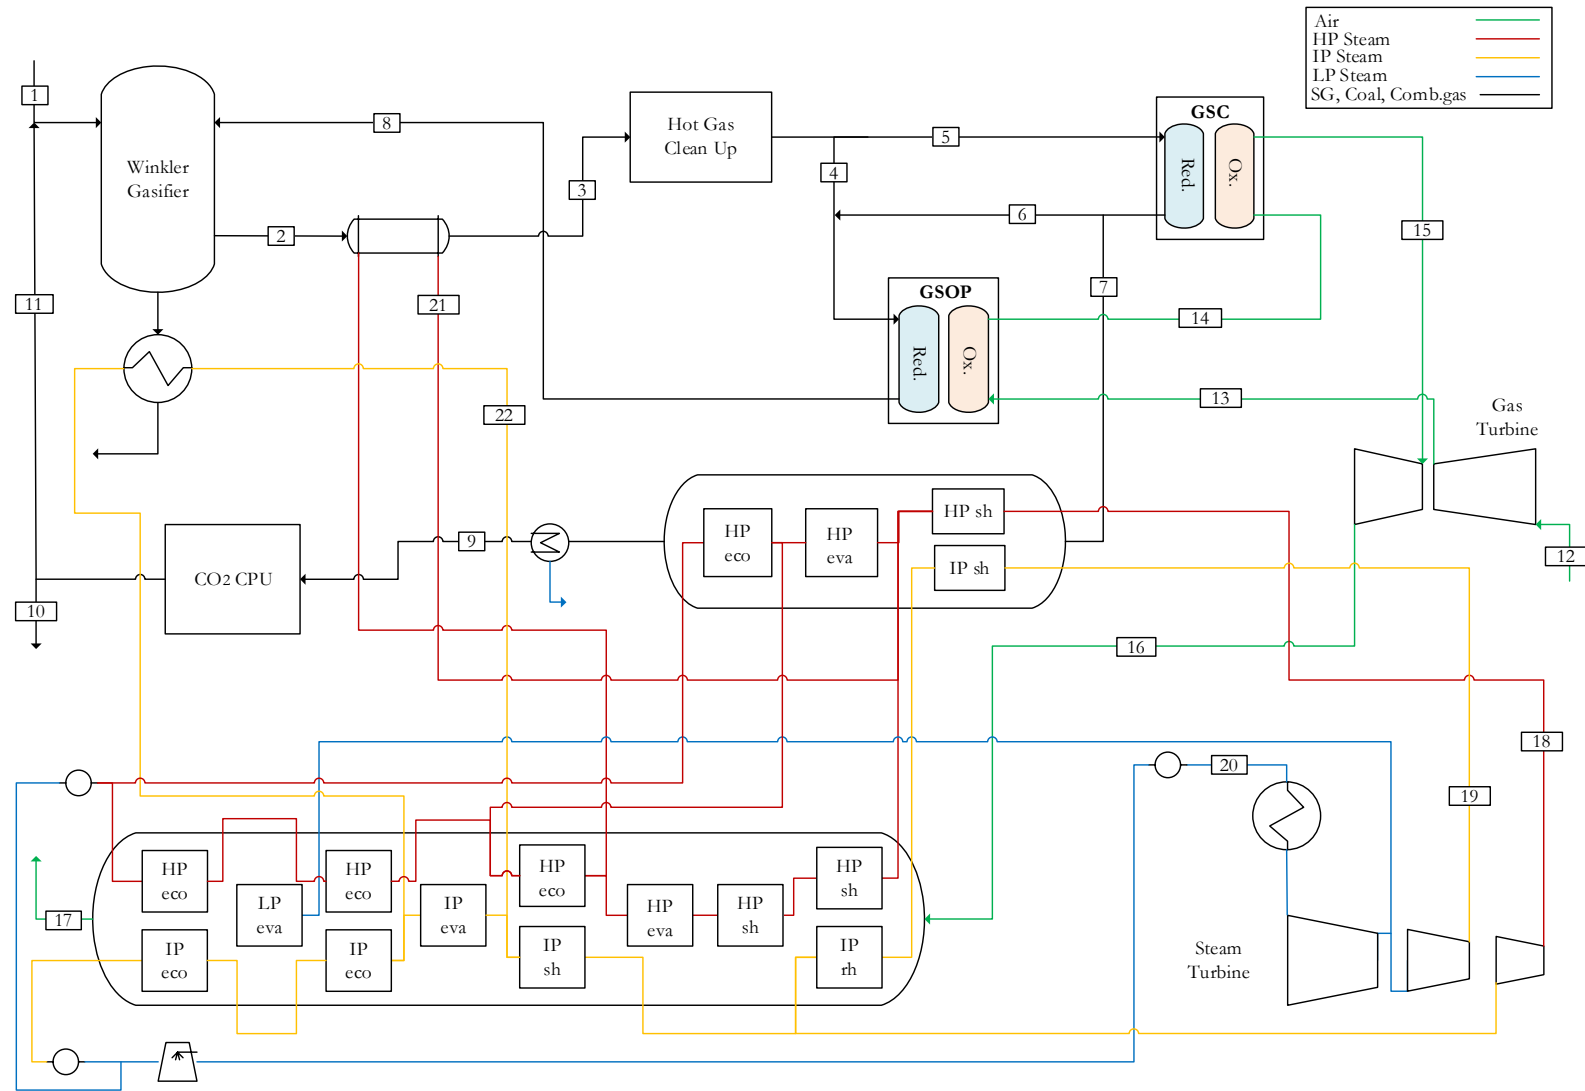 Air
HP Steam
IP Steam
LP Steam
SG, Coal, Comb.gas
1
Winkler
Gasifier
8
Hot Gas
Clean Up
5
GSC
Red.
Ox.
4
3
6
2
15
11
21
7
GSOP
Red.
Ox.
14
13
22
Gas
Turbine
HP sh
HP
eco
HP
eva
IP sh
9
CO2 CPU
12
10
16
18
20
19
HP
eco
HP
eco
HP
eco
HP
sh
LP
eva
IP
eva
HP
eva
HP
sh
17
IP
eco
IP
eco
IP
sh
IP
rh
Steam
Turbine